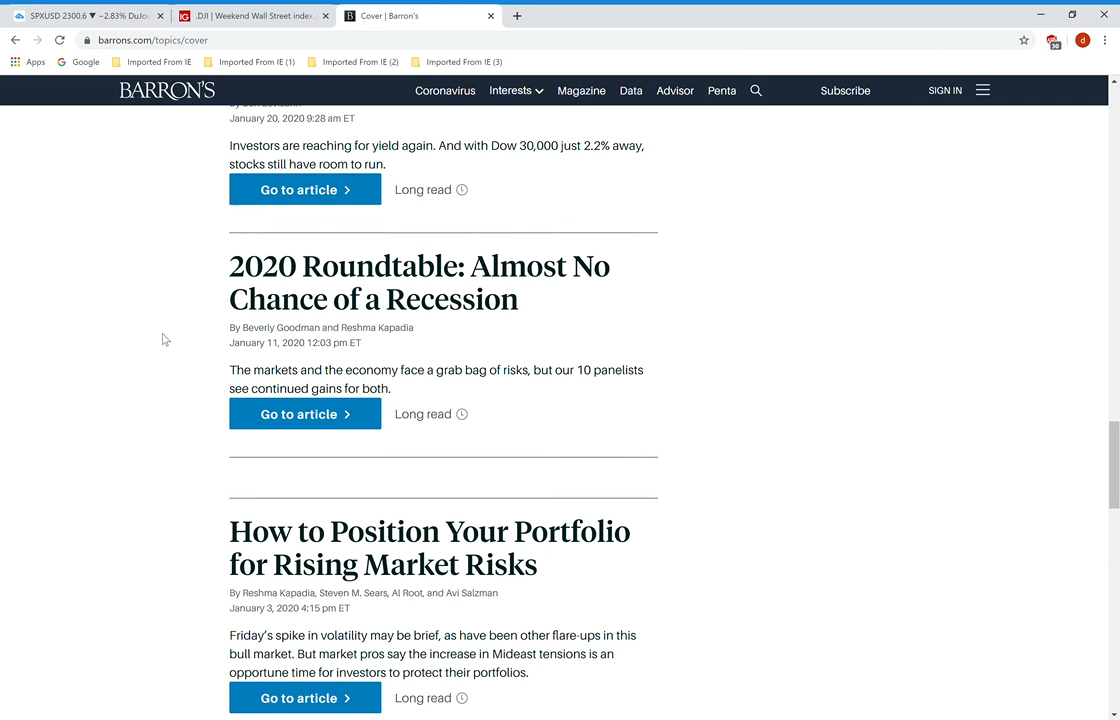 SPXUSD 2300.6 ▼ −2.83% DuJou
.DJI | Weekend Wall Street index
Cover | Barron's
barrons.com/topics/cover
30
d
Apps
Google
Imported From IE
Imported From IE (1)
Imported From IE (2)
Imported From IE (3)
BARRON'S
Coronavirus
Interests
Magazine
Data
Advisor
Penta
Subscribe
SIGN IN
January 20, 2020 9:28 am ET
Investors are reaching for yield again. And with Dow 30,000 just 2.2% away,
stocks still have room to run.
Go to article
Long read
2020 Roundtable: Almost No
Chance of a Recession
By Beverly Goodman and Reshma Kapadia
January 11, 2020 12:03 pm ET
The markets and the economy face a grab bag of risks, but our 10 panelists
see continued gains for both.
Go to article
Long read
How to Position Your Portfolio
for Rising Market Risks
By Reshma Kapadia, Steven M. Sears, Al Root, and Avi Salzman
January 3, 2020 4:15 pm ET
Friday's spike in volatility may be brief, as have been other flare-ups in this
bull market. But market pros say the increase in Mideast tensions is an
opportune time for investors to protect their portfolios.
Go to article
Long read